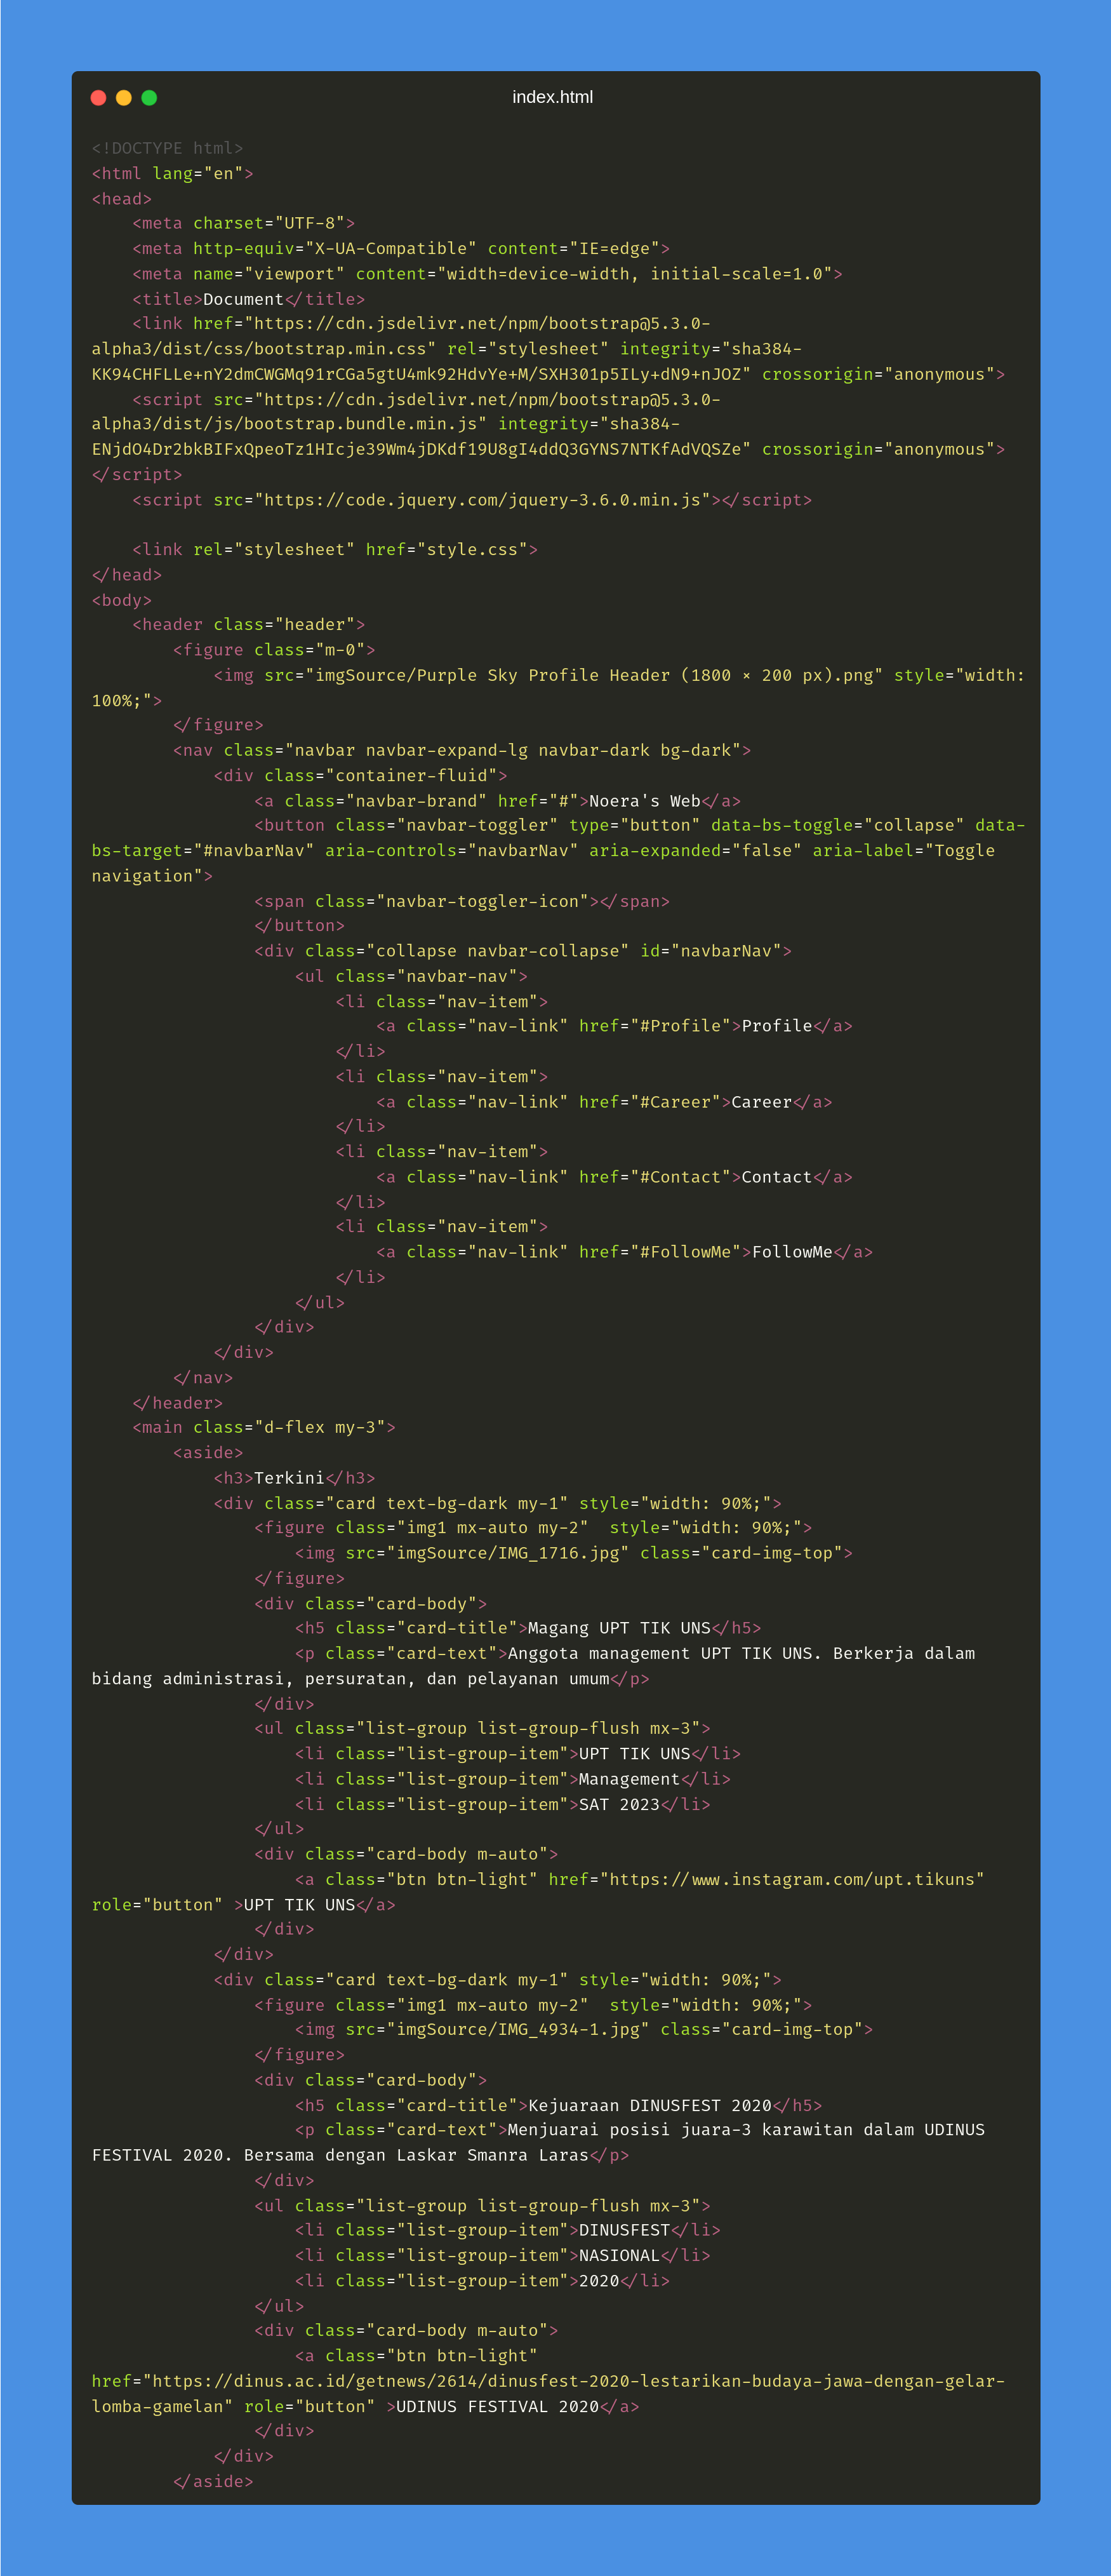 index.html
<!DOCTYPE html>
<html lang="en">
<head>
    <meta charset="UTF-8">
    <meta http-equiv="X-UA-Compatible" content="IE=edge">
    <meta name="viewport" content="width=device-width, initial-scale=1.0">
    <title>Document</title>
    <link href="https://cdn.jsdelivr.net/npm/bootstrap@5.3.0-
alpha3/dist/css/bootstrap.min.css" rel="stylesheet" integrity="sha384-
KK94CHFLLe+nY2dmCWGMq91rCGa5gtU4mk92HdvYe+M/SXH301p5ILy+dN9+nJOZ" crossorigin="anonymous">
    <script src="https://cdn.jsdelivr.net/npm/bootstrap@5.3.0-
alpha3/dist/js/bootstrap.bundle.min.js" integrity="sha384-
ENjdO4Dr2bkBIFxQpeoTz1HIcje39Wm4jDKdf19U8gI4ddQ3GYNS7NTKfAdVQSZe" crossorigin="anonymous">
</script>
    <script src="https://code.jquery.com/jquery-3.6.0.min.js"></script>
    <link rel="stylesheet" href="style.css">
</head>
<body>
    <header class="header">
        <figure class="m-0">
            <img src="imgSource/Purple Sky Profile Header (1800 × 200 px).png" style="width:
100%;">
        </figure>
        <nav class="navbar navbar-expand-lg navbar-dark bg-dark">
            <div class="container-fluid">
                <a class="navbar-brand" href="#">Noera's Web</a>
                <button class="navbar-toggler" type="button" data-bs-toggle="collapse" data-
bs-target="#navbarNav" aria-controls="navbarNav" aria-expanded="false" aria-label="Toggle
navigation">
                <span class="navbar-toggler-icon"></span>
                </button>
                <div class="collapse navbar-collapse" id="navbarNav">
                    <ul class="navbar-nav">
                        <li class="nav-item">
                            <a class="nav-link" href="#Profile">Profile</a>
                        </li>
                        <li class="nav-item">
                            <a class="nav-link" href="#Career">Career</a>
                        </li>
                        <li class="nav-item">
                            <a class="nav-link" href="#Contact">Contact</a>
                        </li>
                        <li class="nav-item">
                            <a class="nav-link" href="#FollowMe">FollowMe</a>
                        </li>
                    </ul>
                </div>
            </div>
        </nav>
    </header>
    <main class="d-flex my-3">
        <aside>
            <h3>Terkini</h3>
            <div class="card text-bg-dark my-1" style="width: 90%;">
                <figure class="img1 mx-auto my-2"  style="width: 90%;">
                    <img src="imgSource/IMG_1716.jpg" class="card-img-top">
                </figure>
                <div class="card-body">
                    <h5 class="card-title">Magang UPT TIK UNS</h5>
                    <p class="card-text">Anggota management UPT TIK UNS. Berkerja dalam
bidang administrasi, persuratan, dan pelayanan umum</p>
                </div>
                <ul class="list-group list-group-flush mx-3">
                    <li class="list-group-item">UPT TIK UNS</li>
                    <li class="list-group-item">Management</li>
                    <li class="list-group-item">SAT 2023</li>
                </ul>
                <div class="card-body m-auto">
                    <a class="btn btn-light" href="https://www.instagram.com/upt.tikuns"
role="button" >UPT TIK UNS</a>
                </div>
            </div>
            <div class="card text-bg-dark my-1" style="width: 90%;">
                <figure class="img1 mx-auto my-2"  style="width: 90%;">
                    <img src="imgSource/IMG_4934-1.jpg" class="card-img-top">
                </figure>
                <div class="card-body">
                    <h5 class="card-title">Kejuaraan DINUSFEST 2020</h5>
                    <p class="card-text">Menjuarai posisi juara-3 karawitan dalam UDINUS
FESTIVAL 2020. Bersama dengan Laskar Smanra Laras</p>
                </div>
                <ul class="list-group list-group-flush mx-3">
                    <li class="list-group-item">DINUSFEST</li>
                    <li class="list-group-item">NASIONAL</li>
                    <li class="list-group-item">2020</li>
                </ul>
                <div class="card-body m-auto">
                    <a class="btn btn-light"
href="https://dinus.ac.id/getnews/2614/dinusfest-2020-lestarikan-budaya-jawa-dengan-gelar-
lomba-gamelan" role="button" >UDINUS FESTIVAL 2020</a>
                </div>
            </div>
        </aside>